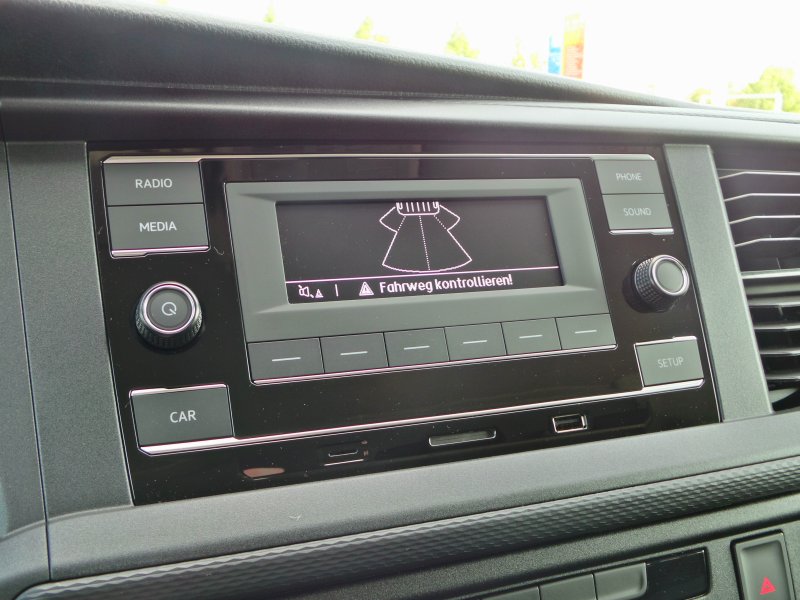 RADIO
MEDIA
PHONE
SOUND
Fahrweg kontrollieren!
CAR
SETUP